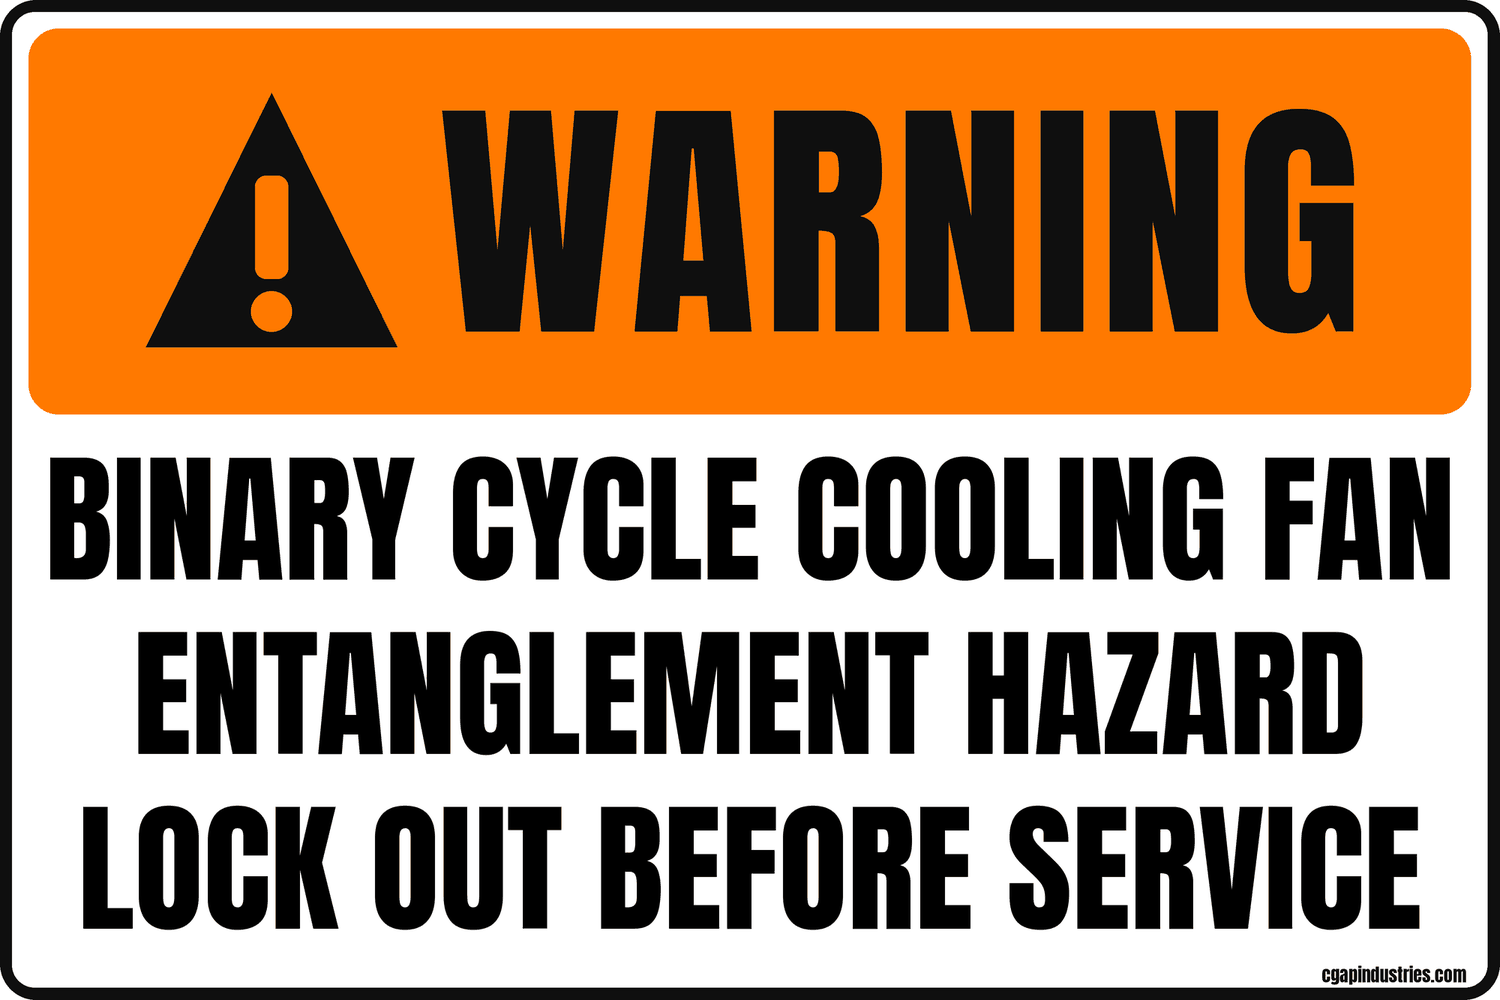 WARNING
BINARY CYCLE COOLING FAN
ENTANGLEMENT HAZARD
LOCK OUT BEFORE SERVICE
cgapindustries.com